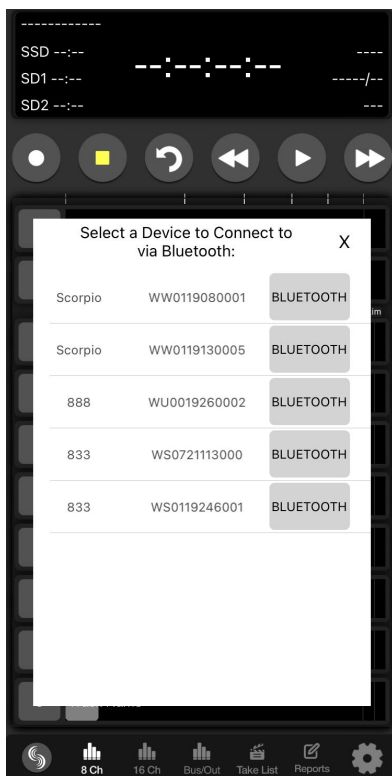 ------------
SSD --:--
--:--:--:--
----
SD1 --:--
-----/--
SD2 --:--
---
Select a Device to Connect to
via Bluetooth:
X
Scorpio WW0119080001 BLUETOOTH
Scorpio WW0119130005 BLUETOOTH
888 WU0019260002 BLUETOOTH
833 WS0721113000 BLUETOOTH
833 WS0119246001 BLUETOOTH
8 Ch 16 Ch Bus/Out Take List Reports